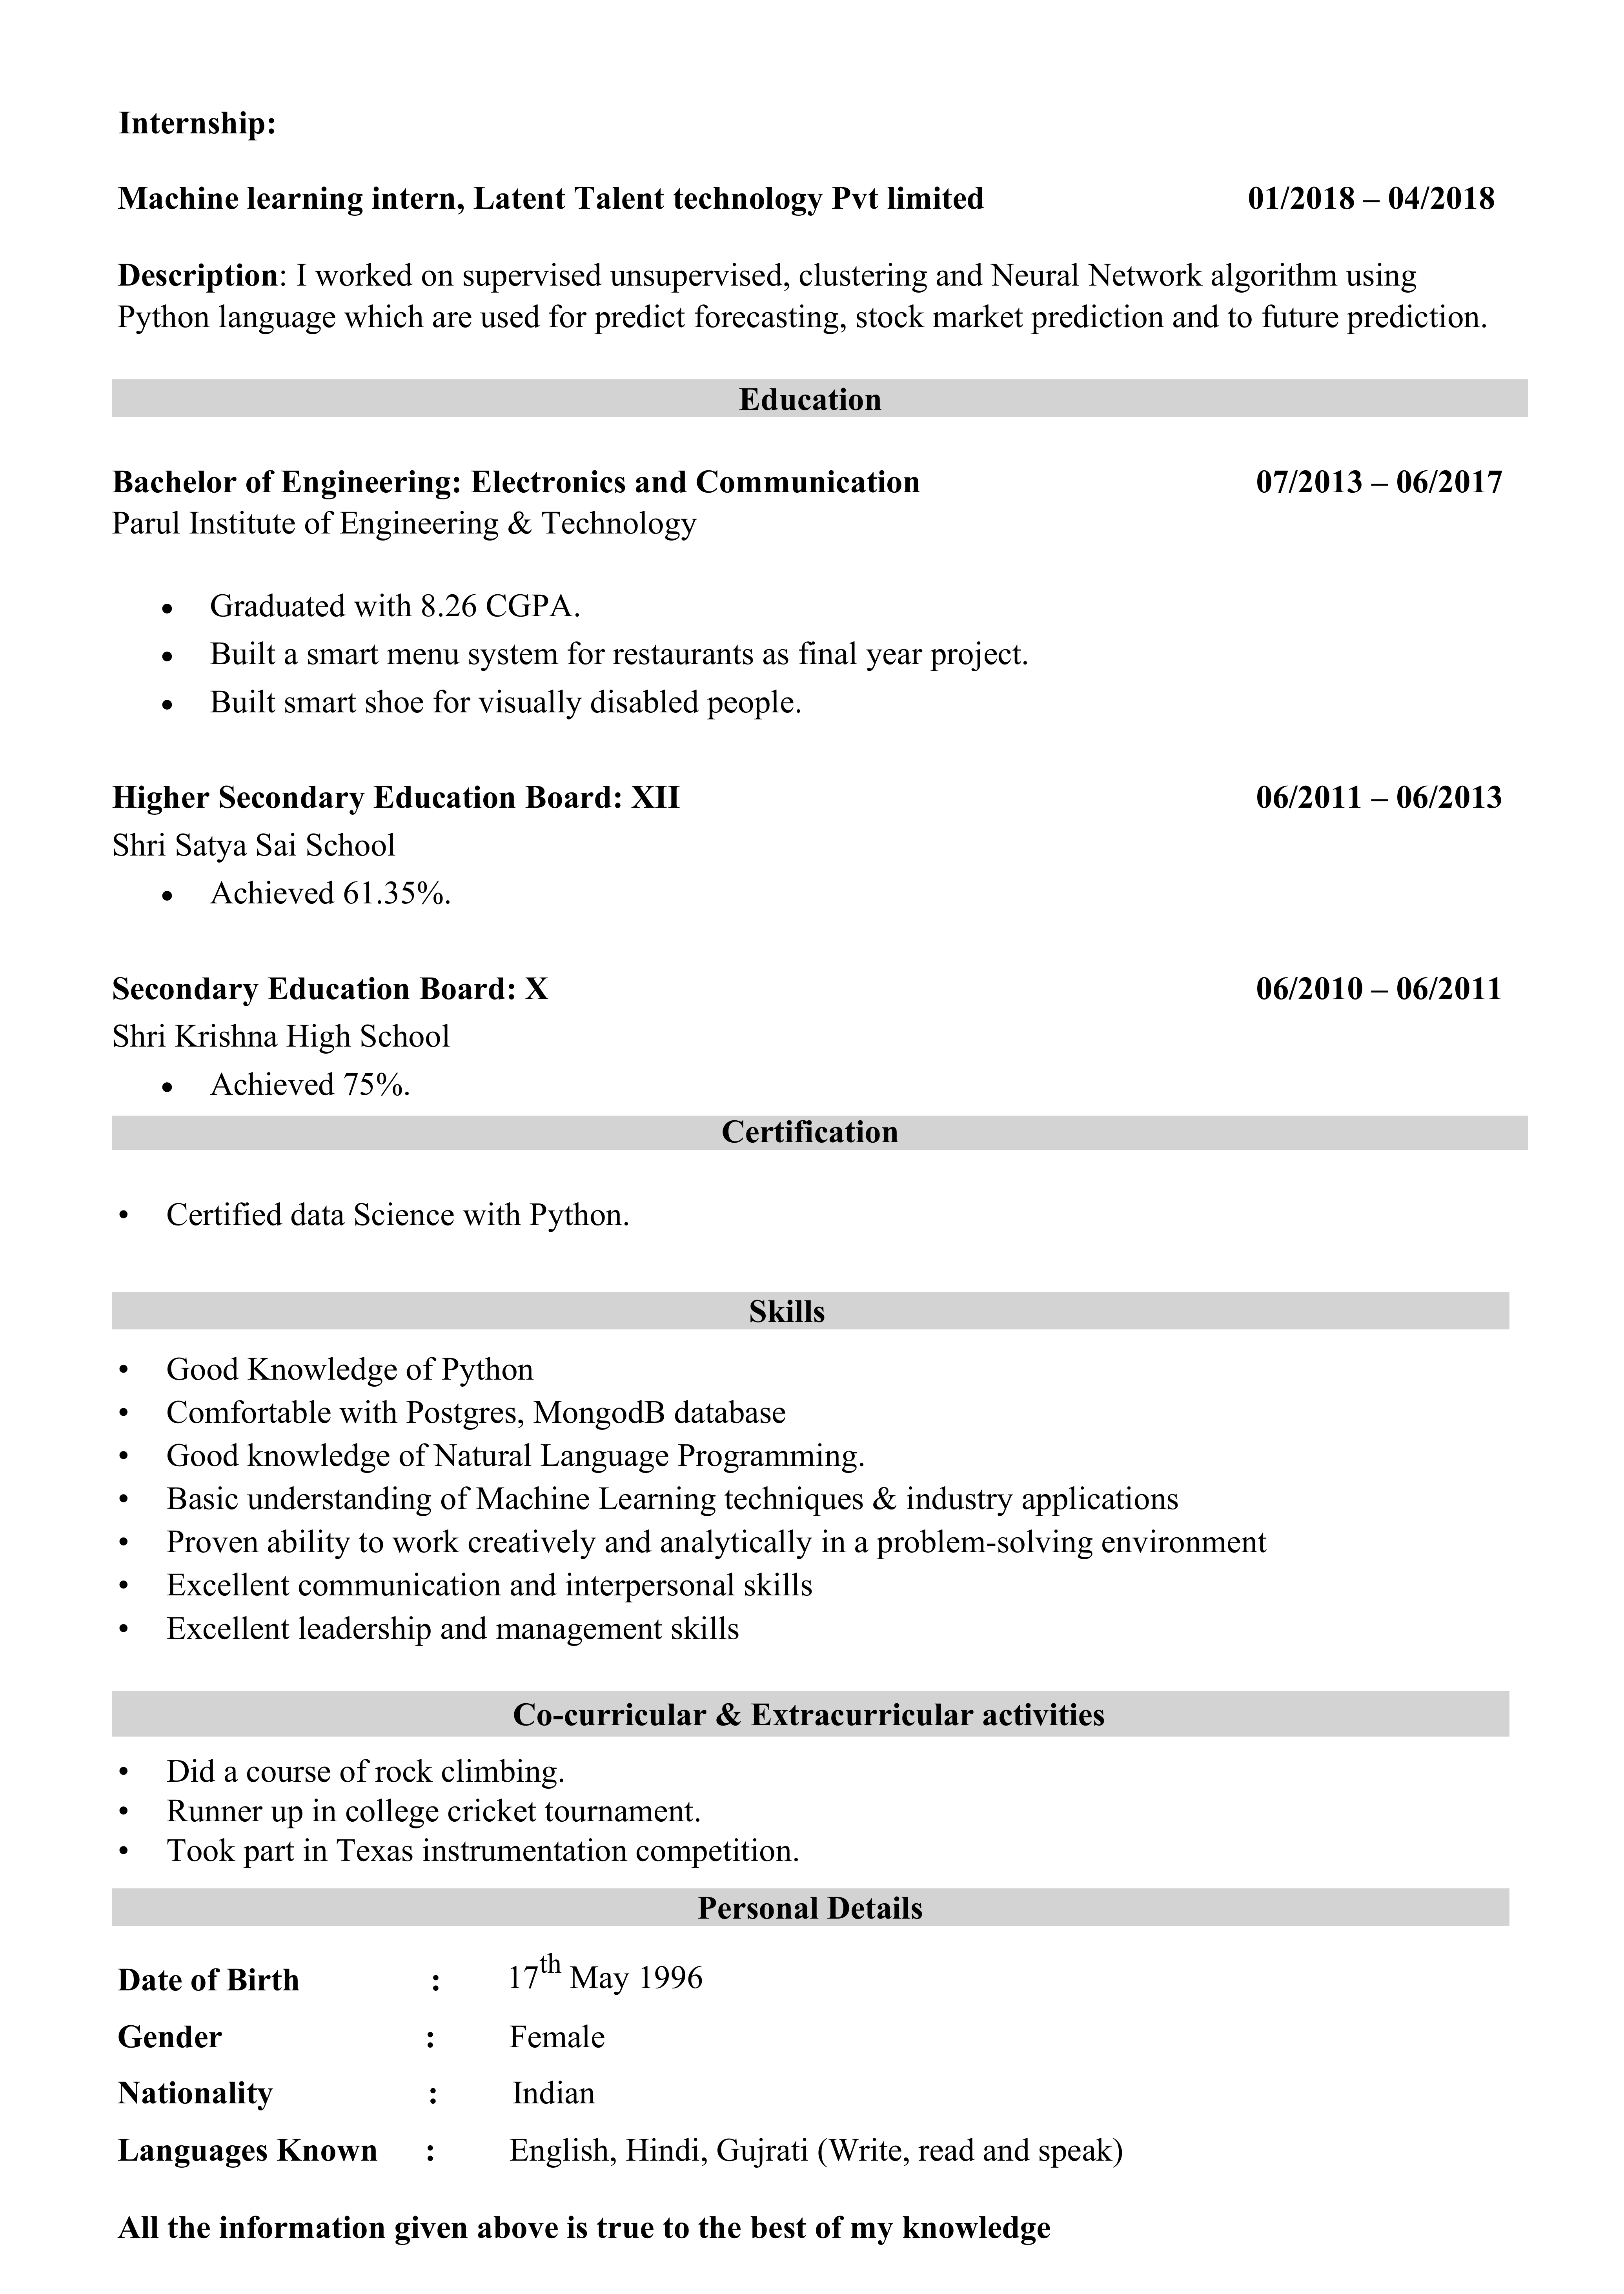 Internship:
Machine learning intern, Latent Talent technology Pvt limited 01/2018 – 04/2018
Description: I worked on supervised unsupervised, clustering and Neural Network algorithm using
Python language which are used for predict forecasting, stock market prediction and to future prediction.
Education
Bachelor of Engineering: Electronics and Communication 07/2013 – 06/2017
Parul Institute of Engineering & Technology
• Graduated with 8.26 CGPA.
• Built a smart menu system for restaurants as final year project.
• Built smart shoe for visually disabled people.
Higher Secondary Education Board: XII 06/2011 – 06/2013
Shri Satya Sai School
• Achieved 61.35%.
Secondary Education Board: X 06/2010 – 06/2011
Shri Krishna High School
• Achieved 75%.
Certification
• Certified data Science with Python.
Skills
• Good Knowledge of Python
• Comfortable with Postgres, MongodB database
• Good knowledge of Natural Language Programming.
• Basic understanding of Machine Learning techniques & industry applications
• Proven ability to work creatively and analytically in a problem-solving environment
• Excellent communication and interpersonal skills
• Excellent leadership and management skills
Co-curricular & Extracurricular activities
• Did a course of rock climbing.
• Runner up in college cricket tournament.
• Took part in Texas instrumentation competition.
Personal Details
Date of Birth : 17th May 1996
Gender : Female
Nationality : Indian
Languages Known : English, Hindi, Gujrati (Write, read and speak)
All the information given above is true to the best of my knowledge